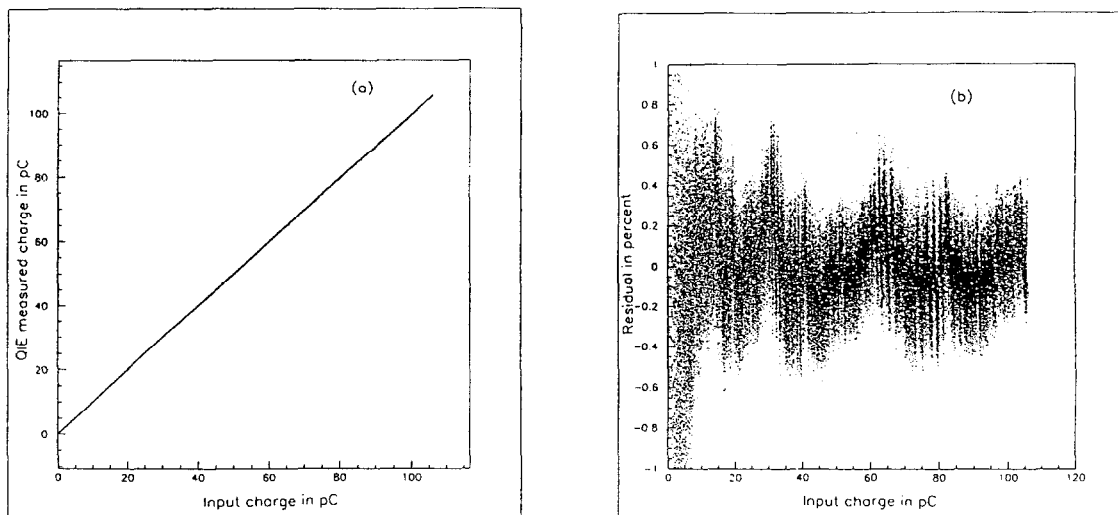 (a)
QIE measured charge in pC
100
80
60
40
20
0
0 20 40 60 80 100
Input charge in pC
(b)
Residual in percent
1
0.8
0.6
0.4
0.2
0
-0.2
-0.4
-0.6
-0.8
-1
0 20 40 60 80 100 120
Input charge in pC